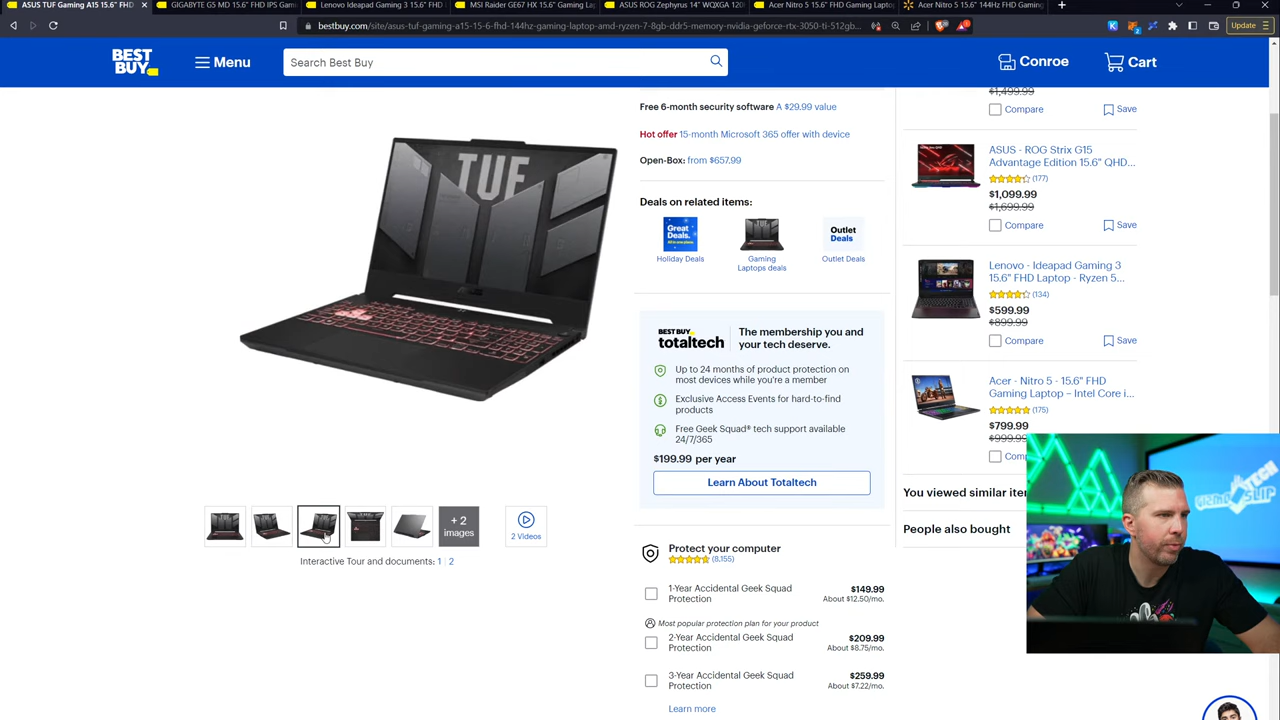 ASUS TUF Gaming A15 15.6" FHD
GIGABYTE G5 MD 15.6" FHD IPS Gam
Lenovo Ideapad Gaming 3 15.6" FHD
MSI Raider GE67 HX 15.6" Gaming La
ASUS ROG Zephyrus 14" WQXGA 120
Acer Nitro 5 15.6" FHD Gaming Lapto
Acer Nitro 5 15.6" 144Hz FHD Gaming
bestbuy.com/site/asus-tuf-gaming-a15-15-6-fhd-144hz-gaming-laptop-amd-ryzen-7-8gb-ddr5-memory-nvidia-geforce-rtx-3050-ti-512gb...
Update
BEST
BUY
Menu
Search Best Buy
Conroe
Cart
TUF
Free 6-month security software A $29.99 value
Hot offer 15-month Microsoft 365 offer with device
Open-Box: from $657.99
Deals on related items:
Great
Deals.
Holiday Deals
Gaming
Laptops deals
Outlet
Deals
Outlet Deals
BEST BUY
totaltech
The membership you and
your tech deserve.
Up to 24 months of product protection on
most devices while you're a member
Exclusive Access Events for hard-to-find
products
Free Geek Squad® tech support available
24/7/365
$199.99 per year
Learn About Totaltech
+ 2
images
2 Videos
Interactive Tour and documents: 1 | 2
Protect your computer
(8,155)
1-Year Accidental Geek Squad
Protection
$149.99
About $12.50/mo.
Most popular protection plan for your product
2-Year Accidental Geek Squad
Protection
$209.99
About $8.75/mo.
3-Year Accidental Geek Squad
Protection
$259.99
About $7.22/mo.
Learn more
$1,499.99
Compare
Save
ASUS - ROG Strix G15
Advantage Edition 15.6" QHD...
(177)
$1,099.99
$1,699.99
Compare
Save
Lenovo - Ideapad Gaming 3
15.6" FHD Laptop - Ryzen 5...
(134)
$599.99
$899.99
Compare
Save
Acer - Nitro 5 - 15.6" FHD
Gaming Laptop – Intel Core i...
(175)
$799.99
$999.99
Comp
You viewed similar iter
People also bought
GIZMO SLIP
TECH